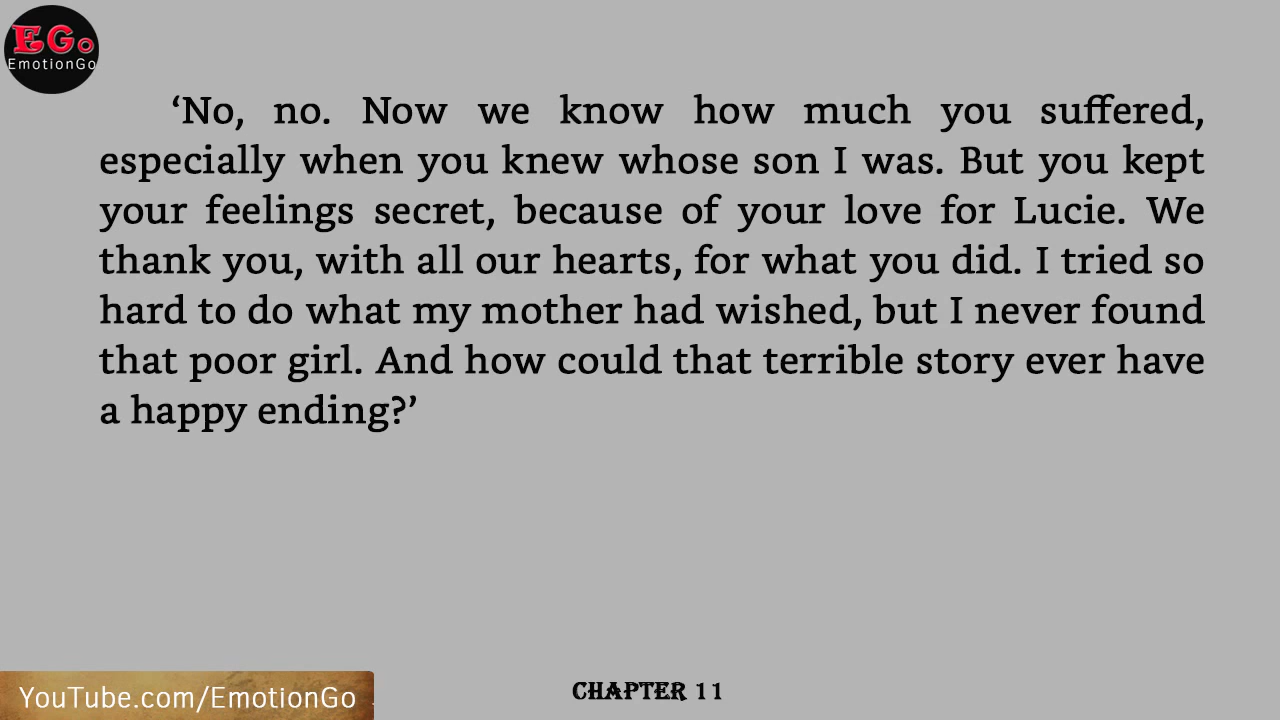 EGo
EmotionGo
‘No, no. Now we know how much you suffered,
especially when you knew whose son I was. But you kept
your feelings secret, because of your love for Lucie. We
thank you, with all our hearts, for what you did. I tried so
hard to do what my mother had wished, but I never found
that poor girl. And how could that terrible story ever have
a happy ending?’
YouTube.com/EmotionGo
CHAPTER 11